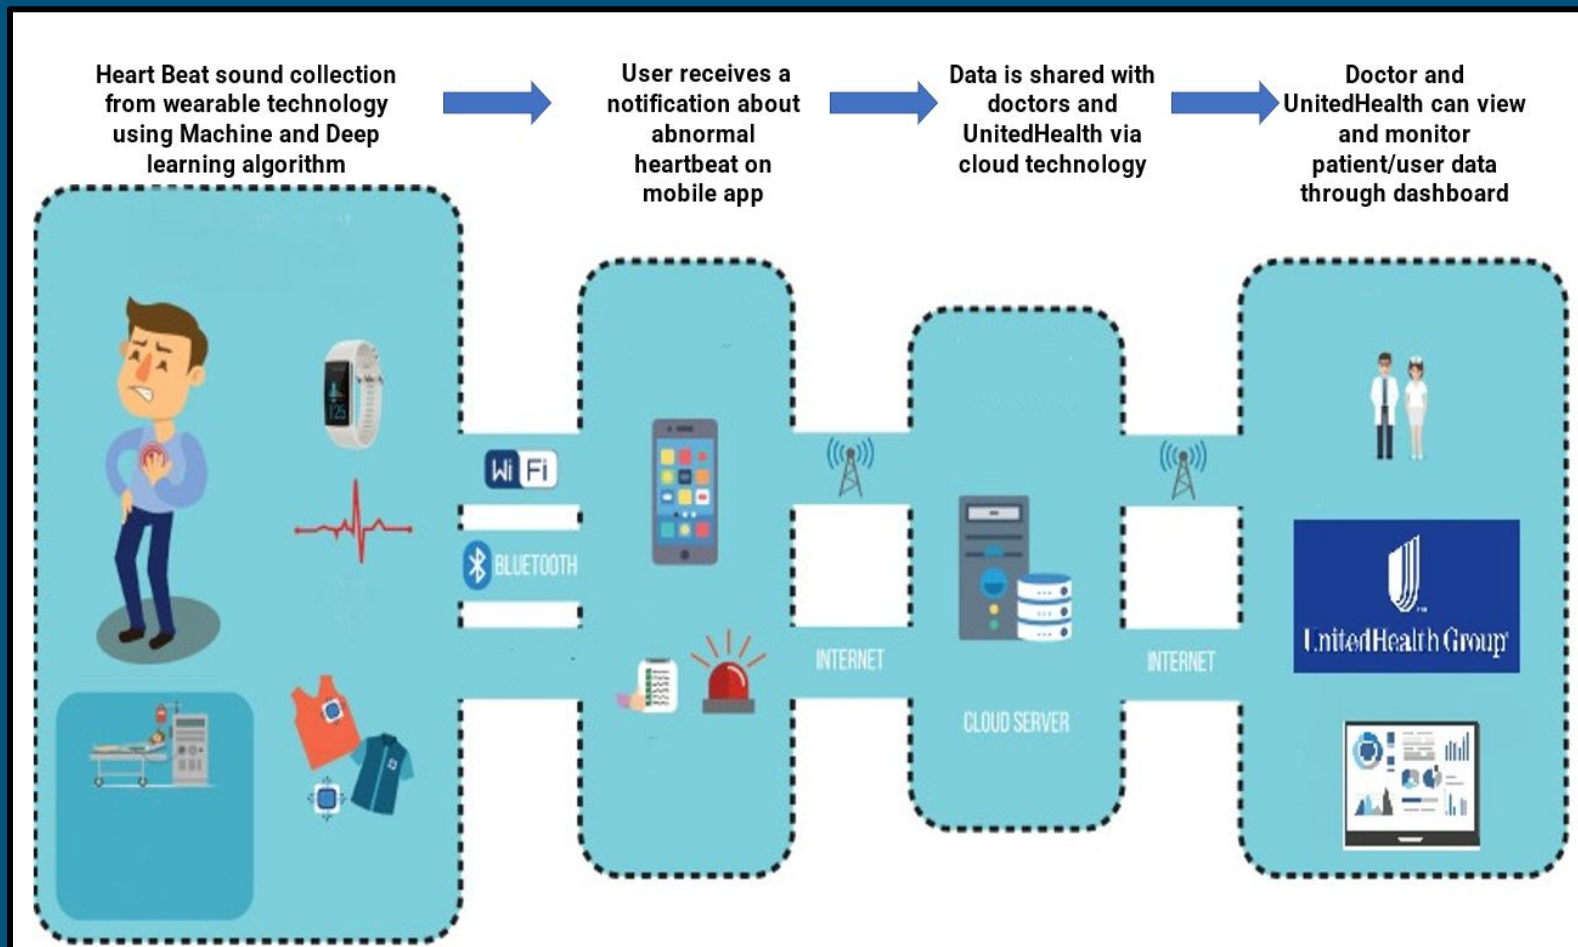 Heart Beat sound collection
from wearable technology
using Machine and Deep
learning algorithm
User receives a
notification about
abnormal
heartbeat on
mobile app
Data is shared with
doctors and
UnitedHealth via
cloud technology
Doctor and
UnitedHealth can view
and monitor
patient/user data
through dashboard
125
Wi Fi
BLUETOOTH
INTERNET
CLOUD SERVER
INTERNET
UnitedHealth Group